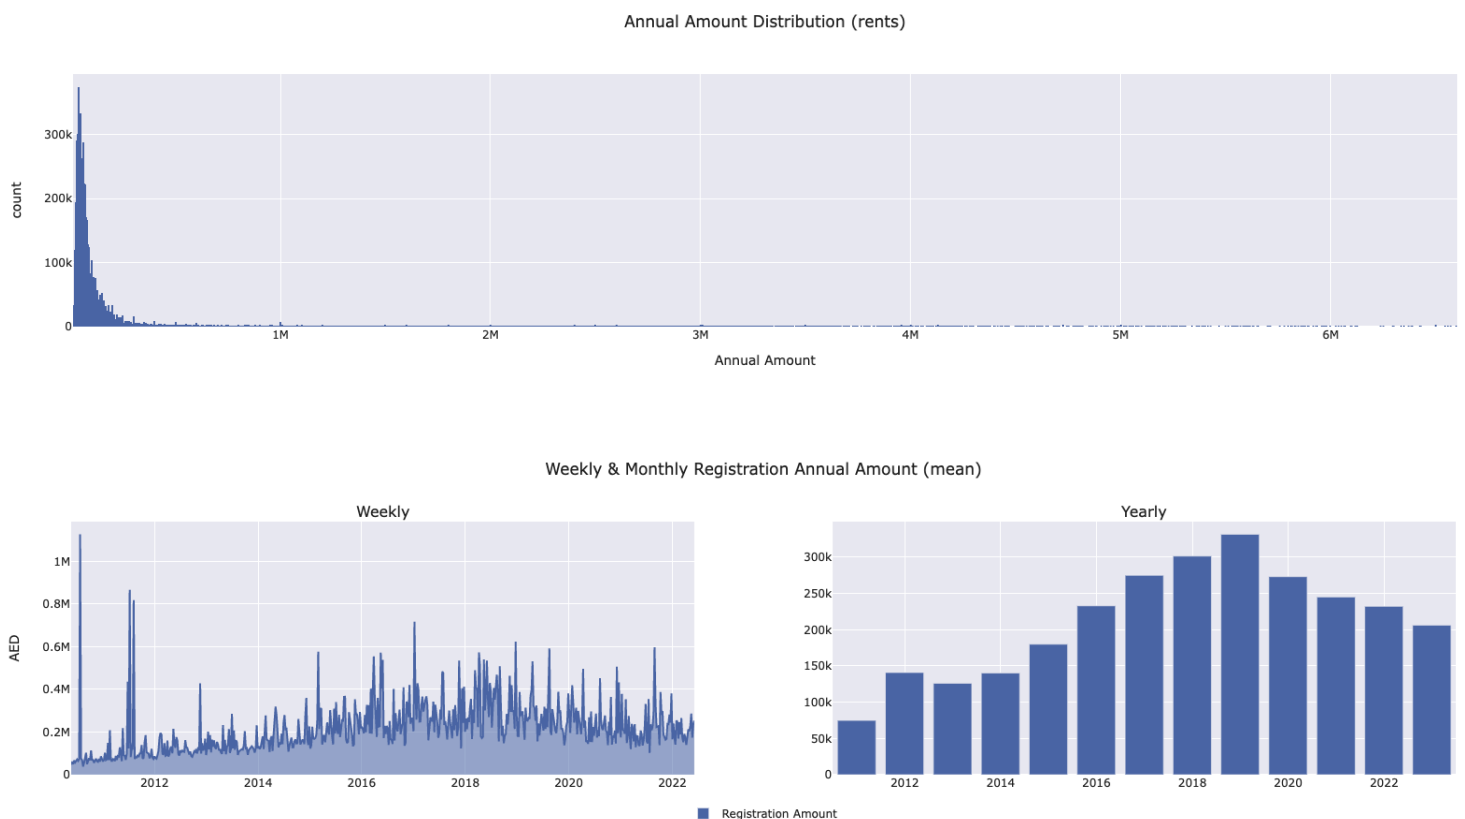 Annual Amount Distribution (rents)
300k
200k
100k
0
count
1M
2M
3M
4M
5M
6M
Annual Amount
Weekly & Monthly Registration Annual Amount (mean)
Weekly
1M
0.8M
0.6M
0.4M
0.2M
0
AED
2012
2014
2016
2018
2020
2022
Yearly
300k
250k
200k
150k
100k
50k
0
2012
2014
2016
2018
2020
2022
Registration Amount